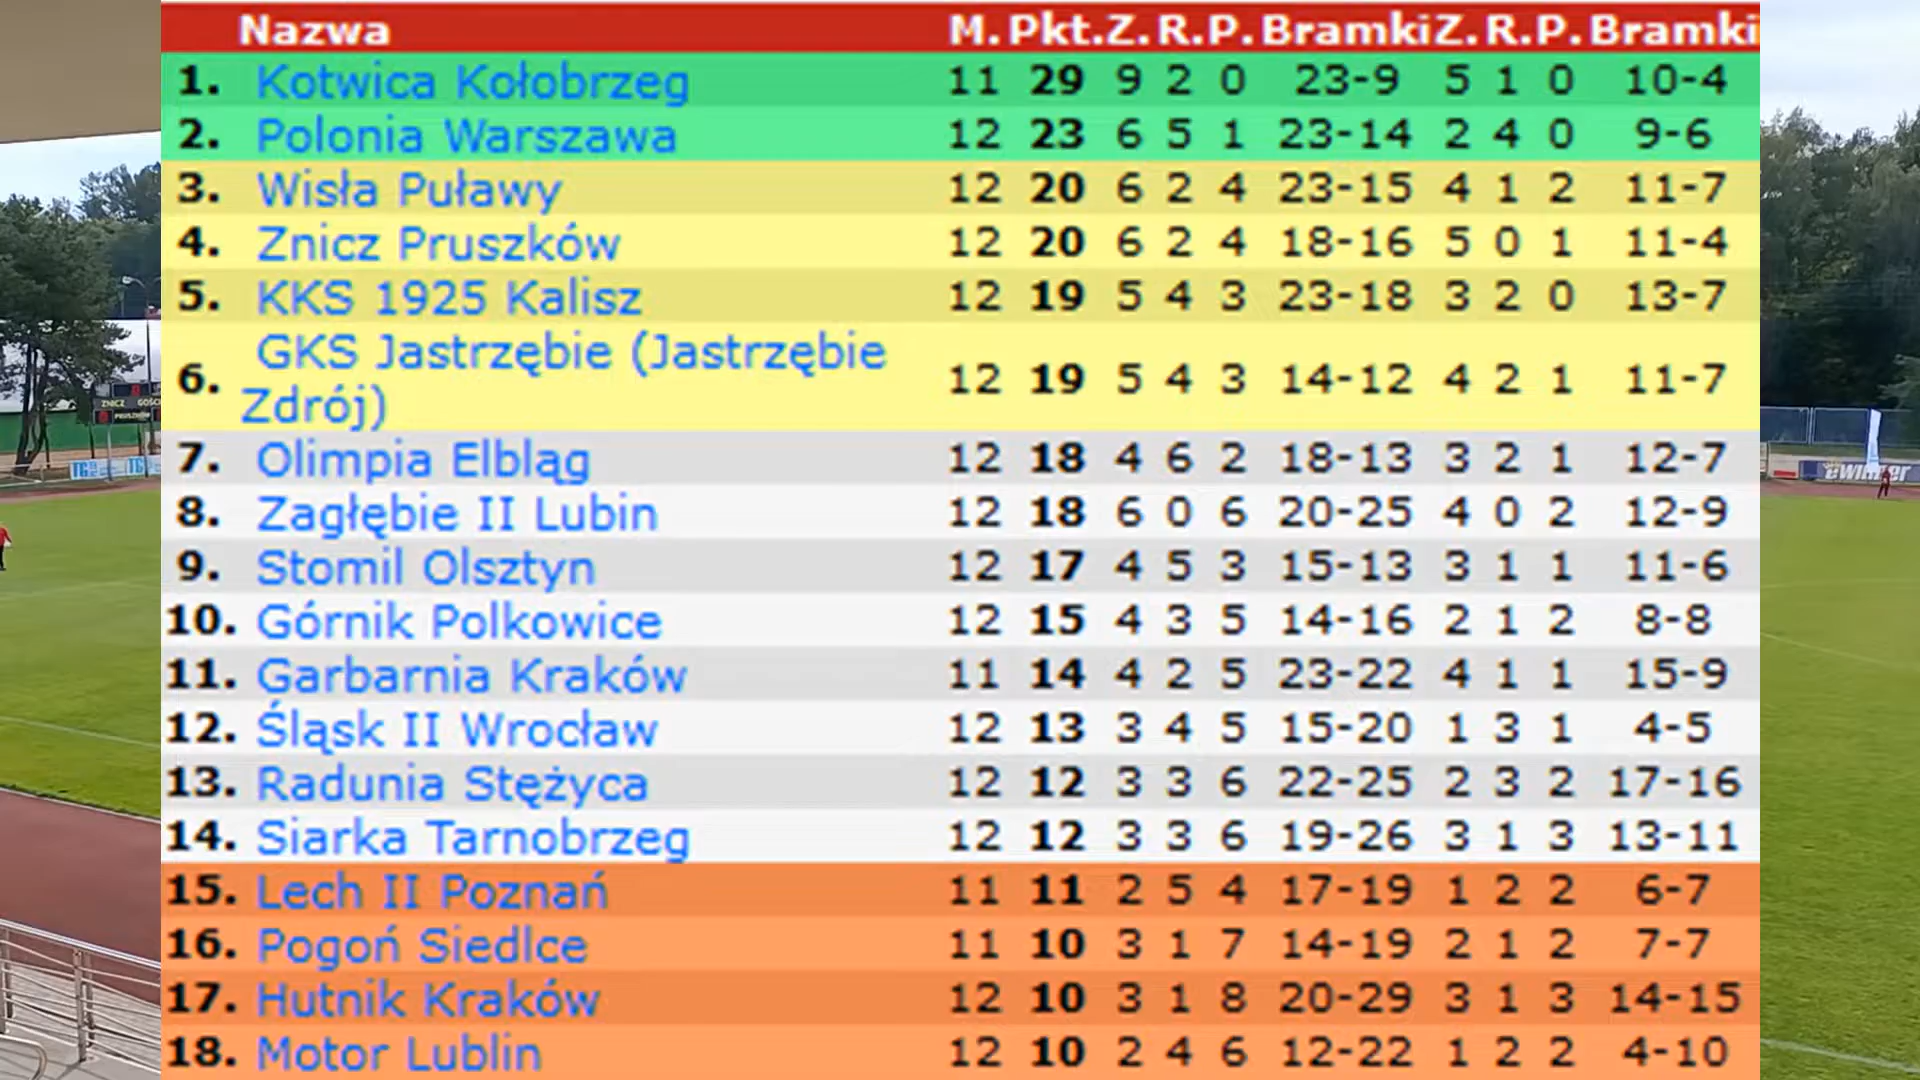 Nazwa M. Pkt. Z. R. P. Bramki Z. R. P. Bramki
1. Kotwica Kołobrzeg 11 29 9 2 0 23-9 5 1 0 10-4
2. Polonia Warszawa 12 23 6 5 1 23-14 2 4 0 9-6
3. Wisła Puławy 12 20 6 2 4 23-15 4 1 2 11-7
4. Znicz Pruszków 12 20 6 2 4 18-16 5 0 1 11-4
5. KKS 1925 Kalisz 12 19 5 4 3 23-18 3 2 0 13-7
GKS Jastrzębie (Jastrzębie
6. Zdrój) 12 19 5 4 3 14-12 4 2 1 11-7
7. Olimpia Elbląg 12 18 4 6 2 18-13 3 2 1 12-7
8. Zagłębie II Lubin 12 18 6 0 6 20-25 4 0 2 12-9
9. Stomil Olsztyn 12 17 4 5 3 15-13 3 1 1 11-6
10. Górnik Polkowice 12 15 4 3 5 14-16 2 1 2 8-8
11. Garbarnia Kraków 11 14 4 2 5 23-22 4 1 1 15-9
12. Śląsk II Wrocław 12 13 3 4 5 15-20 1 3 1 4-5
13. Radunia Stężyca 12 12 3 3 6 22-25 2 3 2 17-16
14. Siarka Tarnobrzeg 12 12 3 3 6 19-26 3 1 3 13-11
15. Lech II Poznań 11 11 2 5 4 17-19 1 2 2 6-7
16. Pogoń Siedlce 11 10 3 1 7 14-19 2 1 2 7-7
17. Hutnik Kraków 12 10 3 1 8 20-29 3 1 3 14-15
18. Motor Lublin 12 10 2 4 6 12-22 1 2 2 4-10
ZNICZ GOŚC
PRUSZKÓW